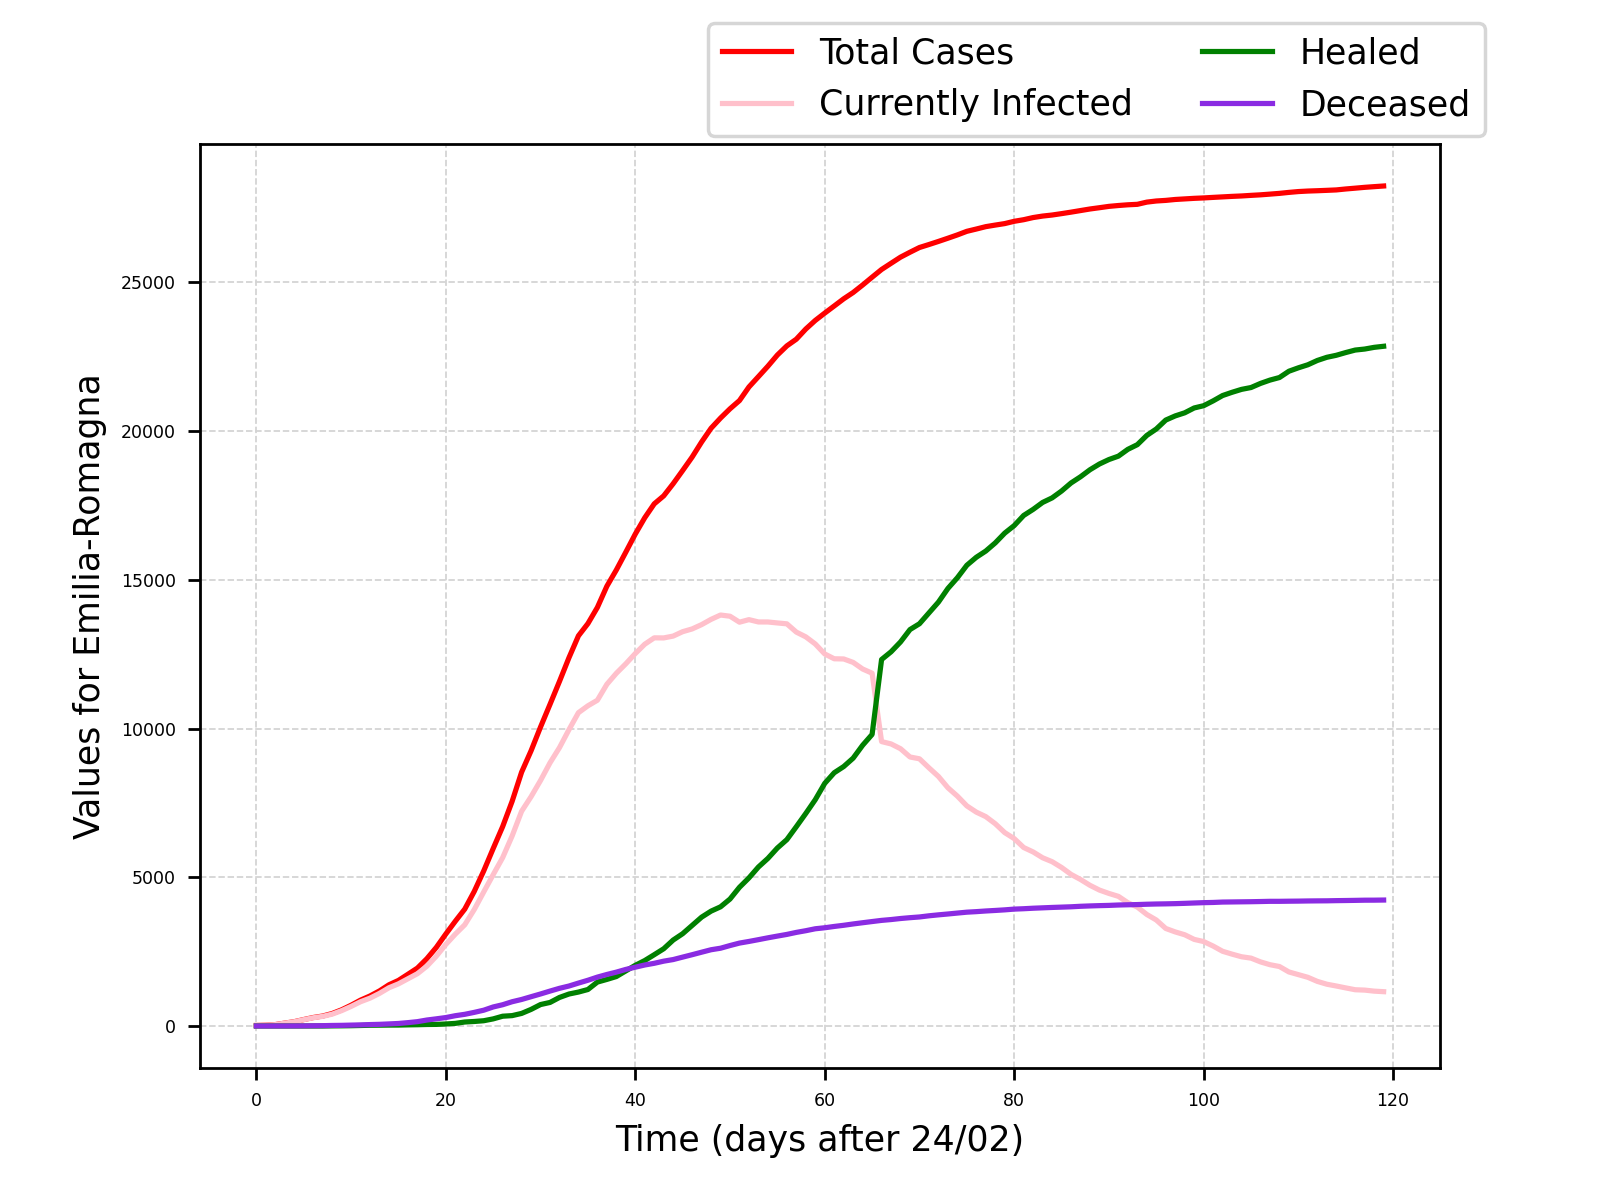 Total Cases
Currently Infected
Healed
Deceased
Values for Emilia-Romagna
25000
20000
15000
10000
5000
0
0 20 40 60 80 100 120
Time (days after 24/02)